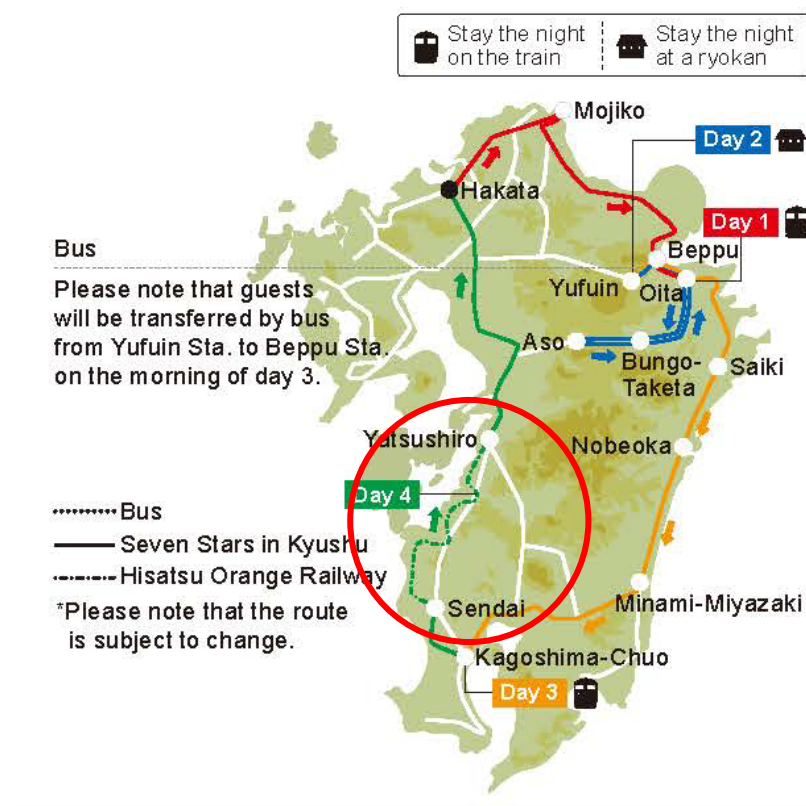 Stay the night
on the train
Stay the night
at a ryokan
Mojiko
Day 2
Hakata
Day 1
Bus
Beppu
Yufuin
Oita
Please note that guests
will be transferred by bus
from Yufuin Sta. to Beppu Sta.
on the morning of day 3.
Aso
Bungo-
Taketa
Saiki
Yatsushiro
Nobeoka
Day 4
Bus
Seven Stars in Kyushu
Hisatsu Orange Railway
*Please note that the route
is subject to change.
Sendai
Minami-Miyazaki
Kagoshima-Chuo
Day 3